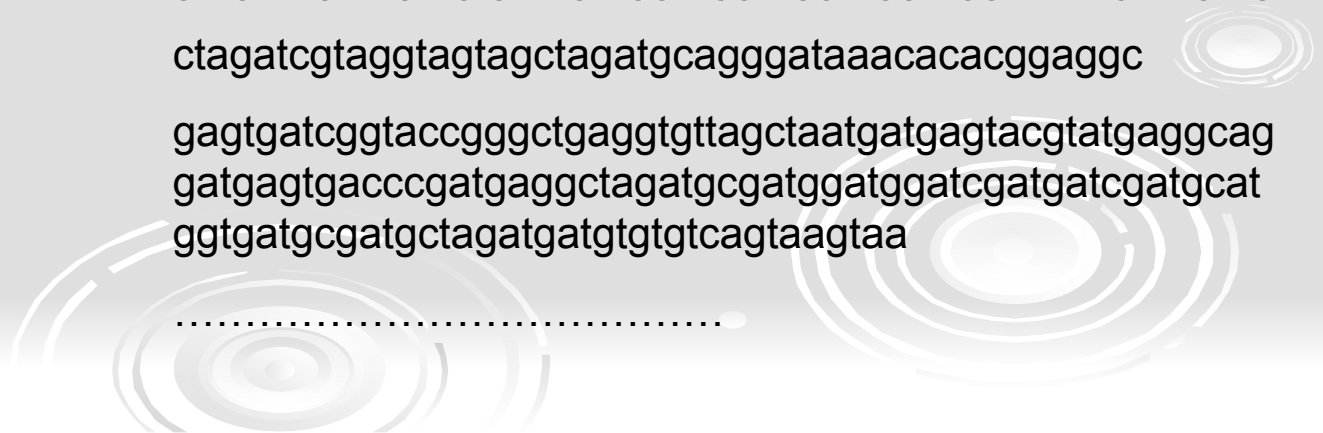 ctagatcgtaggtagtagctagatgcagggataaacacacggaggc
gagtgatcggtaccgggctgaggtgttagctaatgatgagtacgtatgaggcag
gatgagtgacccgatgaggctagatgcgatggatggatcgatgatcgatgcat
ggtgatgcgatgctagatgatgtgtgtcagtaagtaa
…………………………………